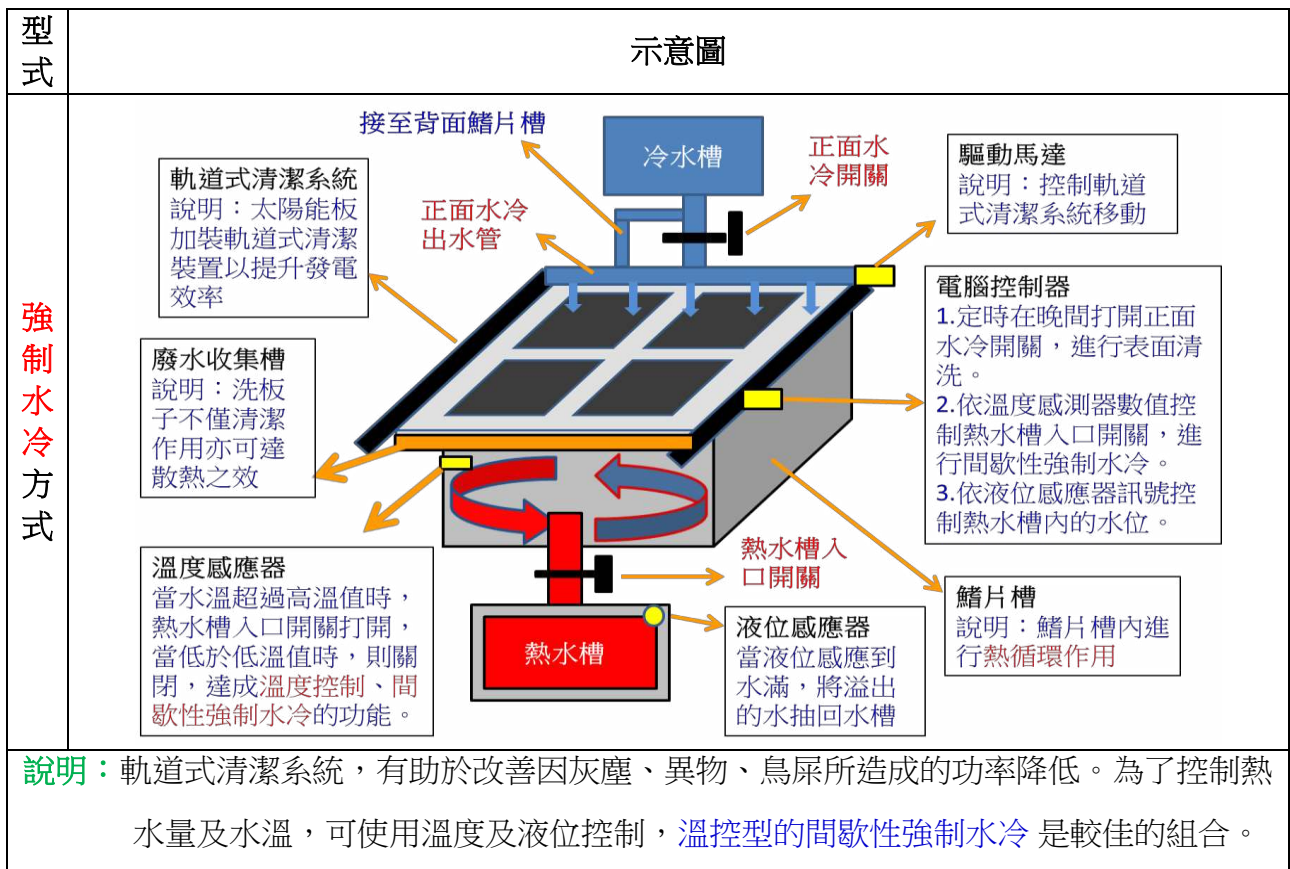 型式
示意圖
強制水冷方式
接至背面鰭片槽
冷水槽
正面水
冷開關
驅動馬達
說明：控制軌道
式清潔系統移動
軌道式清潔系統
說明：太陽能板
加裝軌道式清潔
裝置以提升發電
效率
正面水冷
出水管
電腦控制器
1.定時在晚間打開正面
水冷開關，進行表面清
洗。
2.依溫度感測器數值控
制熱水槽入口開關，進
行間歇性強制水冷。
3.依液位感應器訊號控
制熱水槽內的水位。
廢水收集槽
說明：洗板
子不僅清潔
作用亦可達
散熱之效
溫度感應器
當水溫超過高溫值時，
熱水槽入口開關打開，
當低於低溫值時，則關
閉，達成溫度控制、間
歇性強制水冷的功能。
熱水槽入
口開關
熱水槽
液位感應器
當液位感應到
水滿，將溢出
的水抽回水槽
鰭片槽
說明：鰭片槽內進
行熱循環作用
說明：軌道式清潔系統，有助於改善因灰塵、異物、鳥屎所造成的功率降低。為了控制熱
水量及水溫，可使用溫度及液位控制，溫控型的間歇性強制水冷 是較佳的組合。